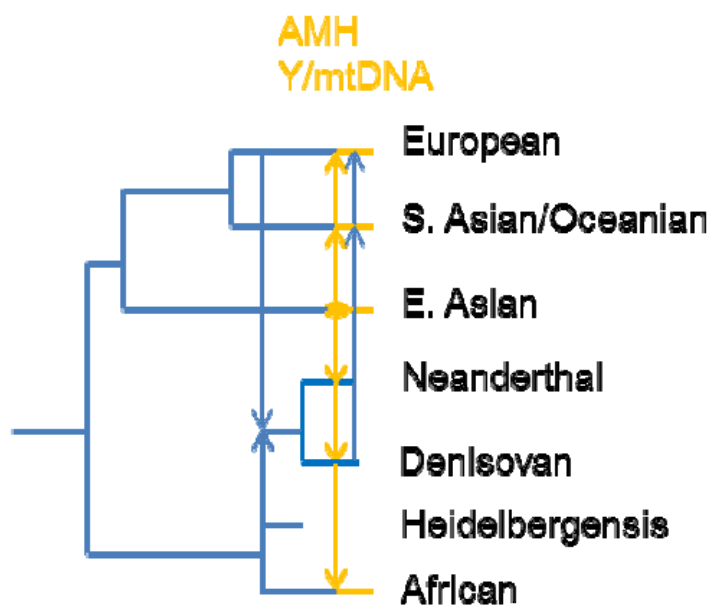 AMH
Y/mtDNA
European
S. Asian/Oceanian
E. Asian
Neanderthal
Denisovan
Heidelbergensis
African